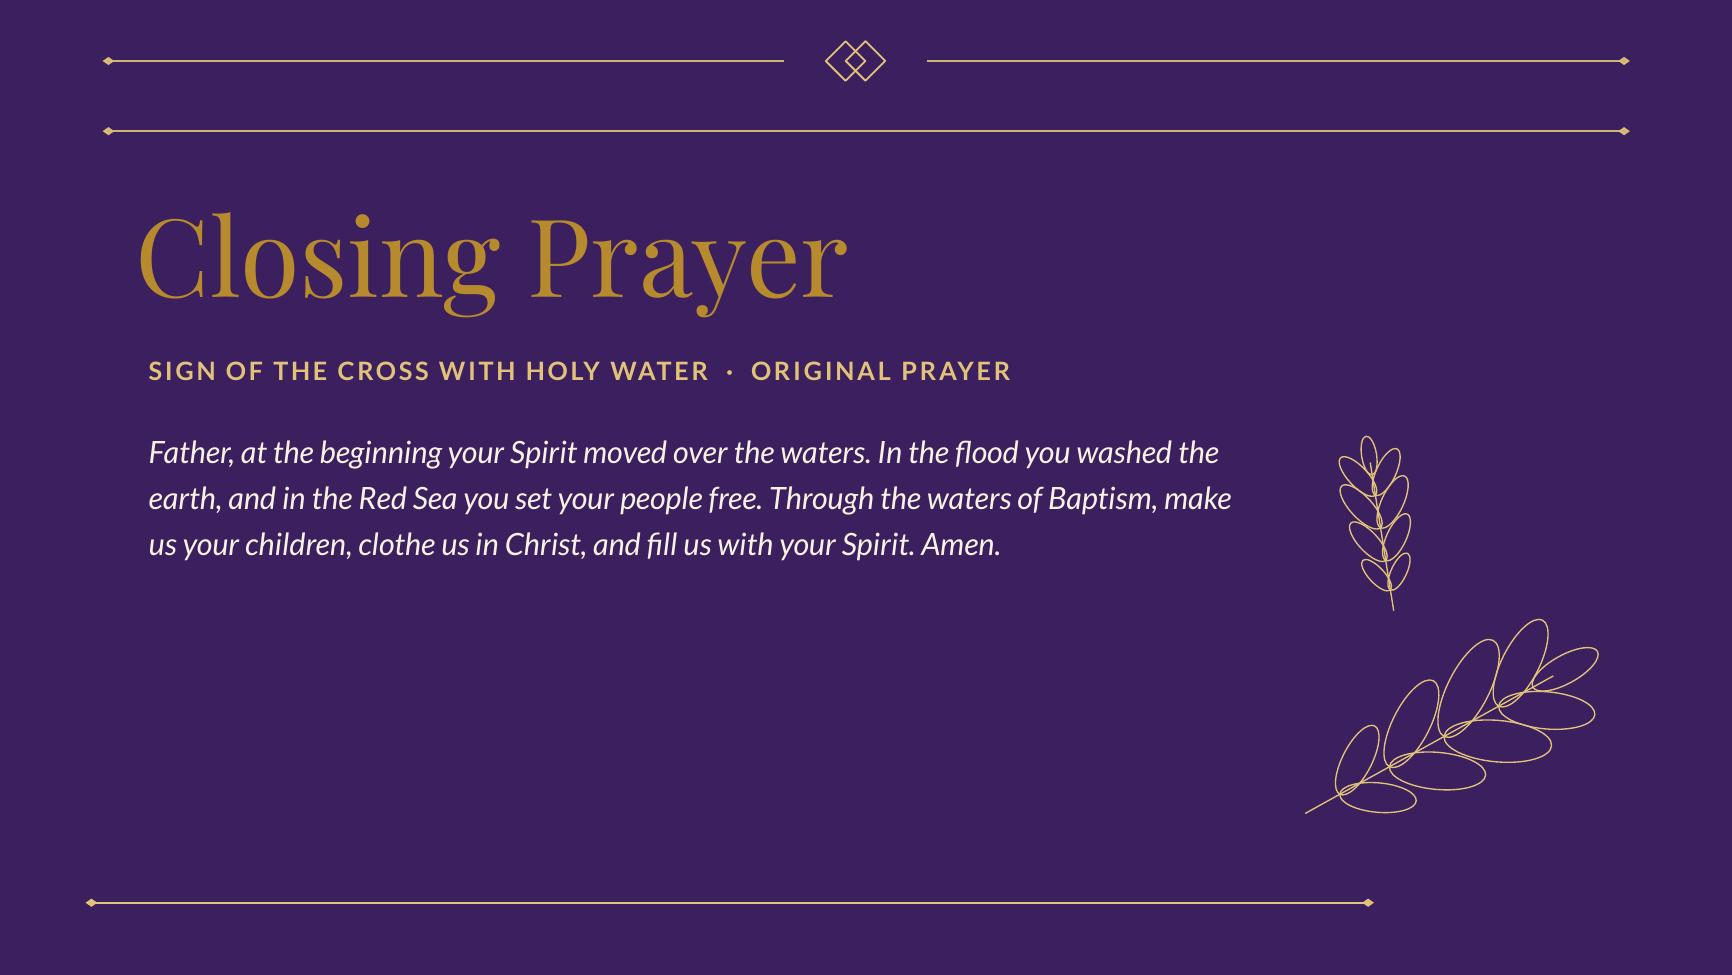 Closing Prayer
SIGN OF THE CROSS WITH HOLY WATER · ORIGINAL PRAYER
Father, at the beginning your Spirit moved over the waters. In the flood you washed the
earth, and in the Red Sea you set your people free. Through the waters of Baptism, make
us your children, clothe us in Christ, and fill us with your Spirit. Amen.